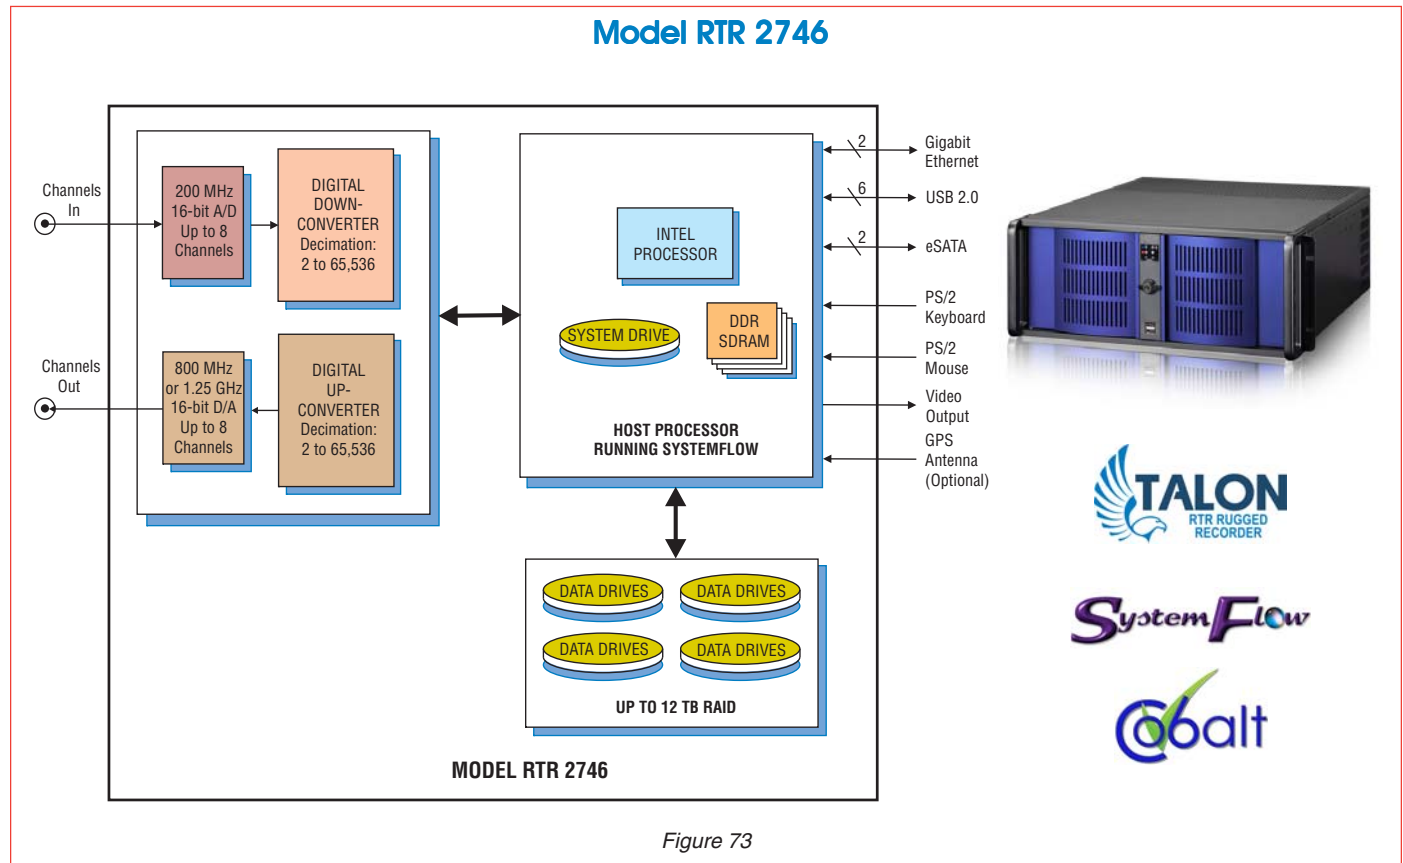 Model RTR 2746
Channels
In
200 MHz
16-bit A/D
Up to 8
Channels
DIGITAL
DOWN-
CONVERTER
Decimation:
2 to 65,536
Channels
Out
800 MHz
or 1.25 GHz
16-bit D/A
Up to 8
Channels
DIGITAL
UP-
CONVERTER
Decimation:
2 to 65,536
INTEL
PROCESSOR
SYSTEM DRIVE
DDR
SDRAM
HOST PROCESSOR
RUNNING SYSTEMFLOW
2
Gigabit
Ethernet
6
USB 2.0
2
eSATA
PS/2
Keyboard
PS/2
Mouse
Video
Output
GPS
Antenna
(Optional)
DATA DRIVES
DATA DRIVES
DATA DRIVES
DATA DRIVES
UP TO 12 TB RAID
MODEL RTR 2746
TALON
RTR RUGGED
RECORDER
SystemFlow
Cobalt
Figure 73